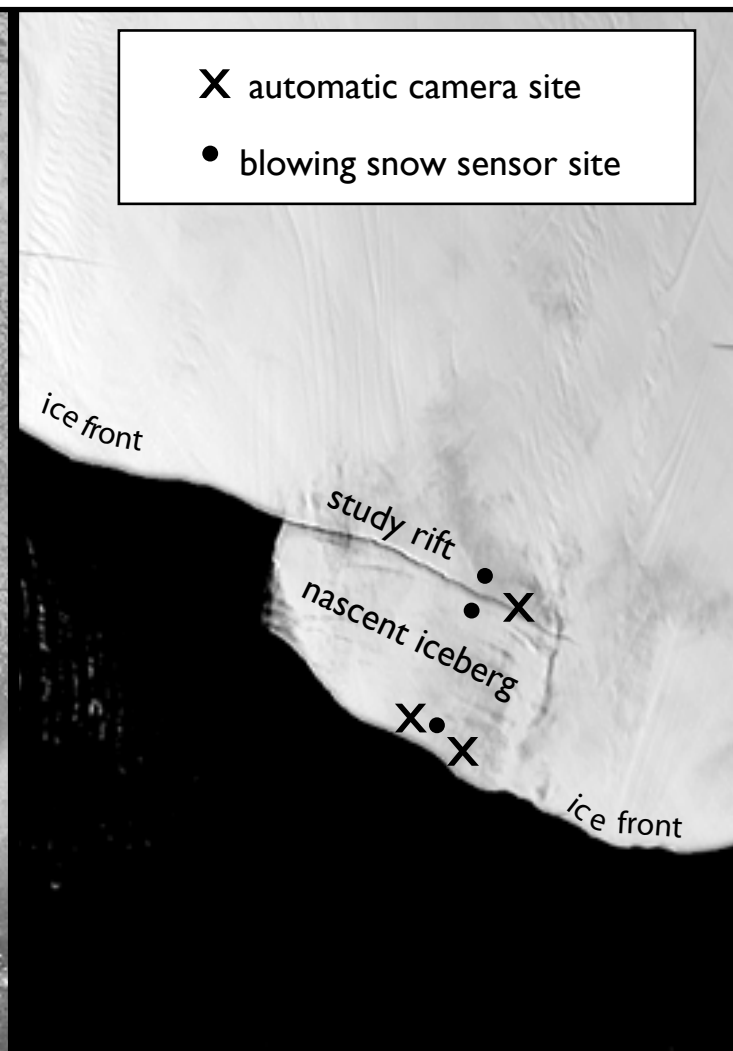 X automatic camera site
• blowing snow sensor site
ice front
study rift
nascent iceberg
ice front